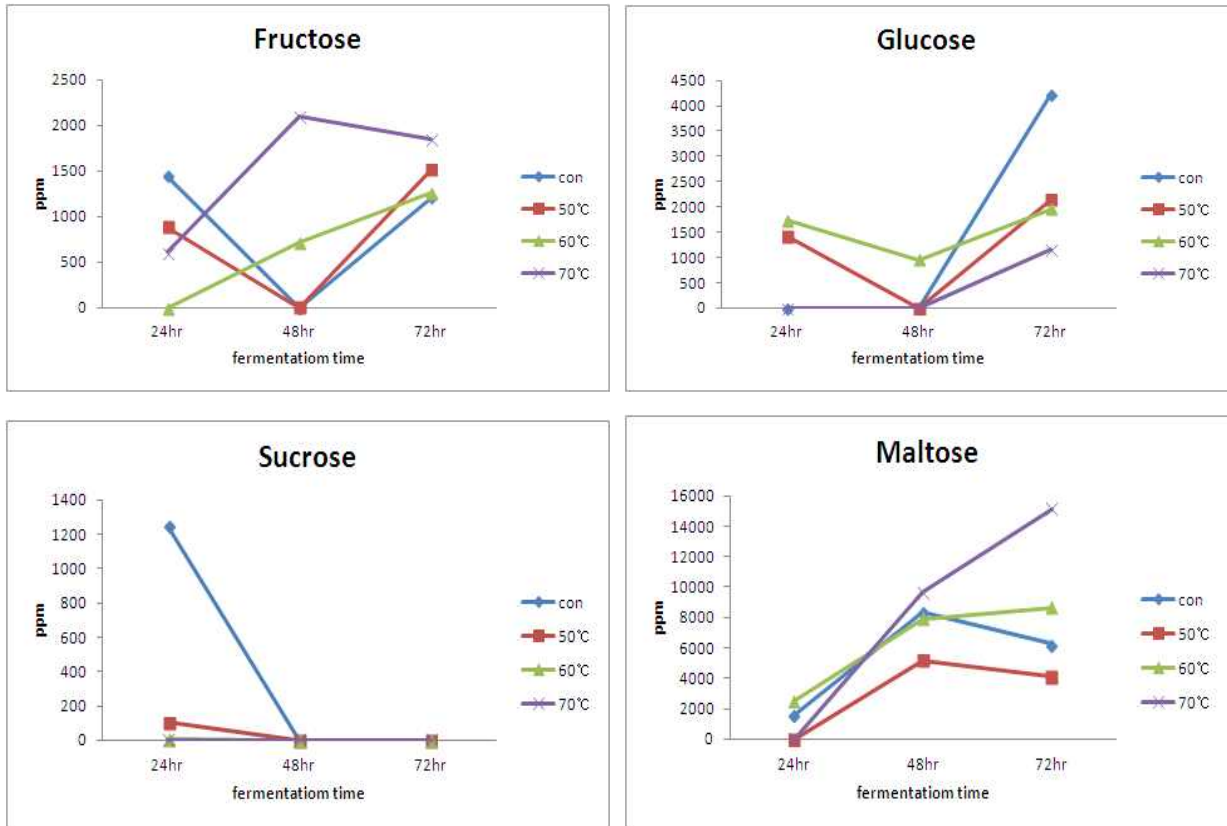 Fructose
2500
2000
1500
1000
500
0
ppm
24hr 48hr 72hr
fermentatiom time
con
50℃
60℃
70℃
Glucose
4500
4000
3500
3000
2500
2000
1500
1000
500
0
ppm
24hr 48hr 72hr
fermentatiom time
con
50℃
60℃
70℃
Sucrose
1400
1200
1000
800
600
400
200
0
ppm
24hr 48hr 72hr
fermentatiom time
con
50℃
60℃
70℃
Maltose
16000
14000
12000
10000
8000
6000
4000
2000
0
ppm
24hr 48hr 72hr
fermentatiom time
con
50℃
60℃
70℃